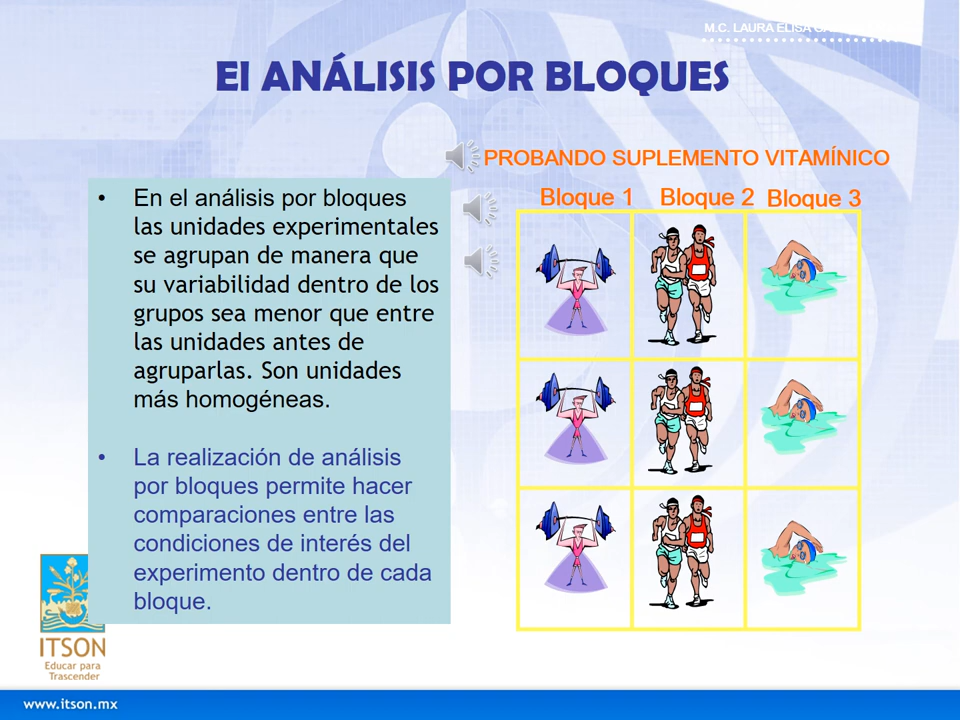 M.C. LAURA ELISA
El ANÁLISIS POR BLOQUES
PROBANDO SUPLEMENTO VITAMÍNICO
Bloque 1 Bloque 2 Bloque 3
• En el análisis por bloques
las unidades experimentales
se agrupan de manera que
su variabilidad dentro de los
grupos sea menor que entre
las unidades antes de
agruparlas. Son unidades
más homogéneas.
• La realización de análisis
por bloques permite hacer
comparaciones entre las
condiciones de interés del
experimento dentro de cada
bloque.
ITSON
Educar para
Trascender
www.itson.mx